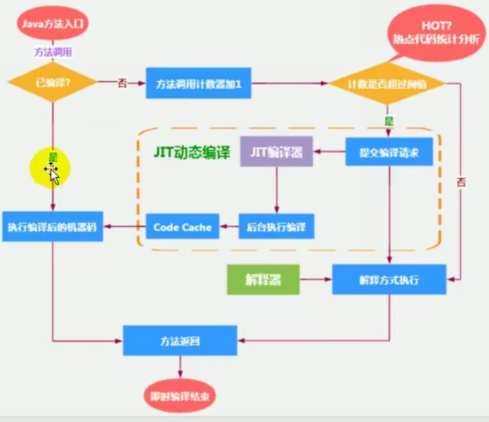 Java方法入口
HOT?
热点代码统计分析
方法调用
已编译?
否
方法调用计数器加1
计数是否超过阀值
是
是
JIT动态编译
JIT编译器
提交编译请求
否
执行编译后的机器码
Code Cache
后台执行编译
解释器
解释方式执行
方法返回
即时编译结束